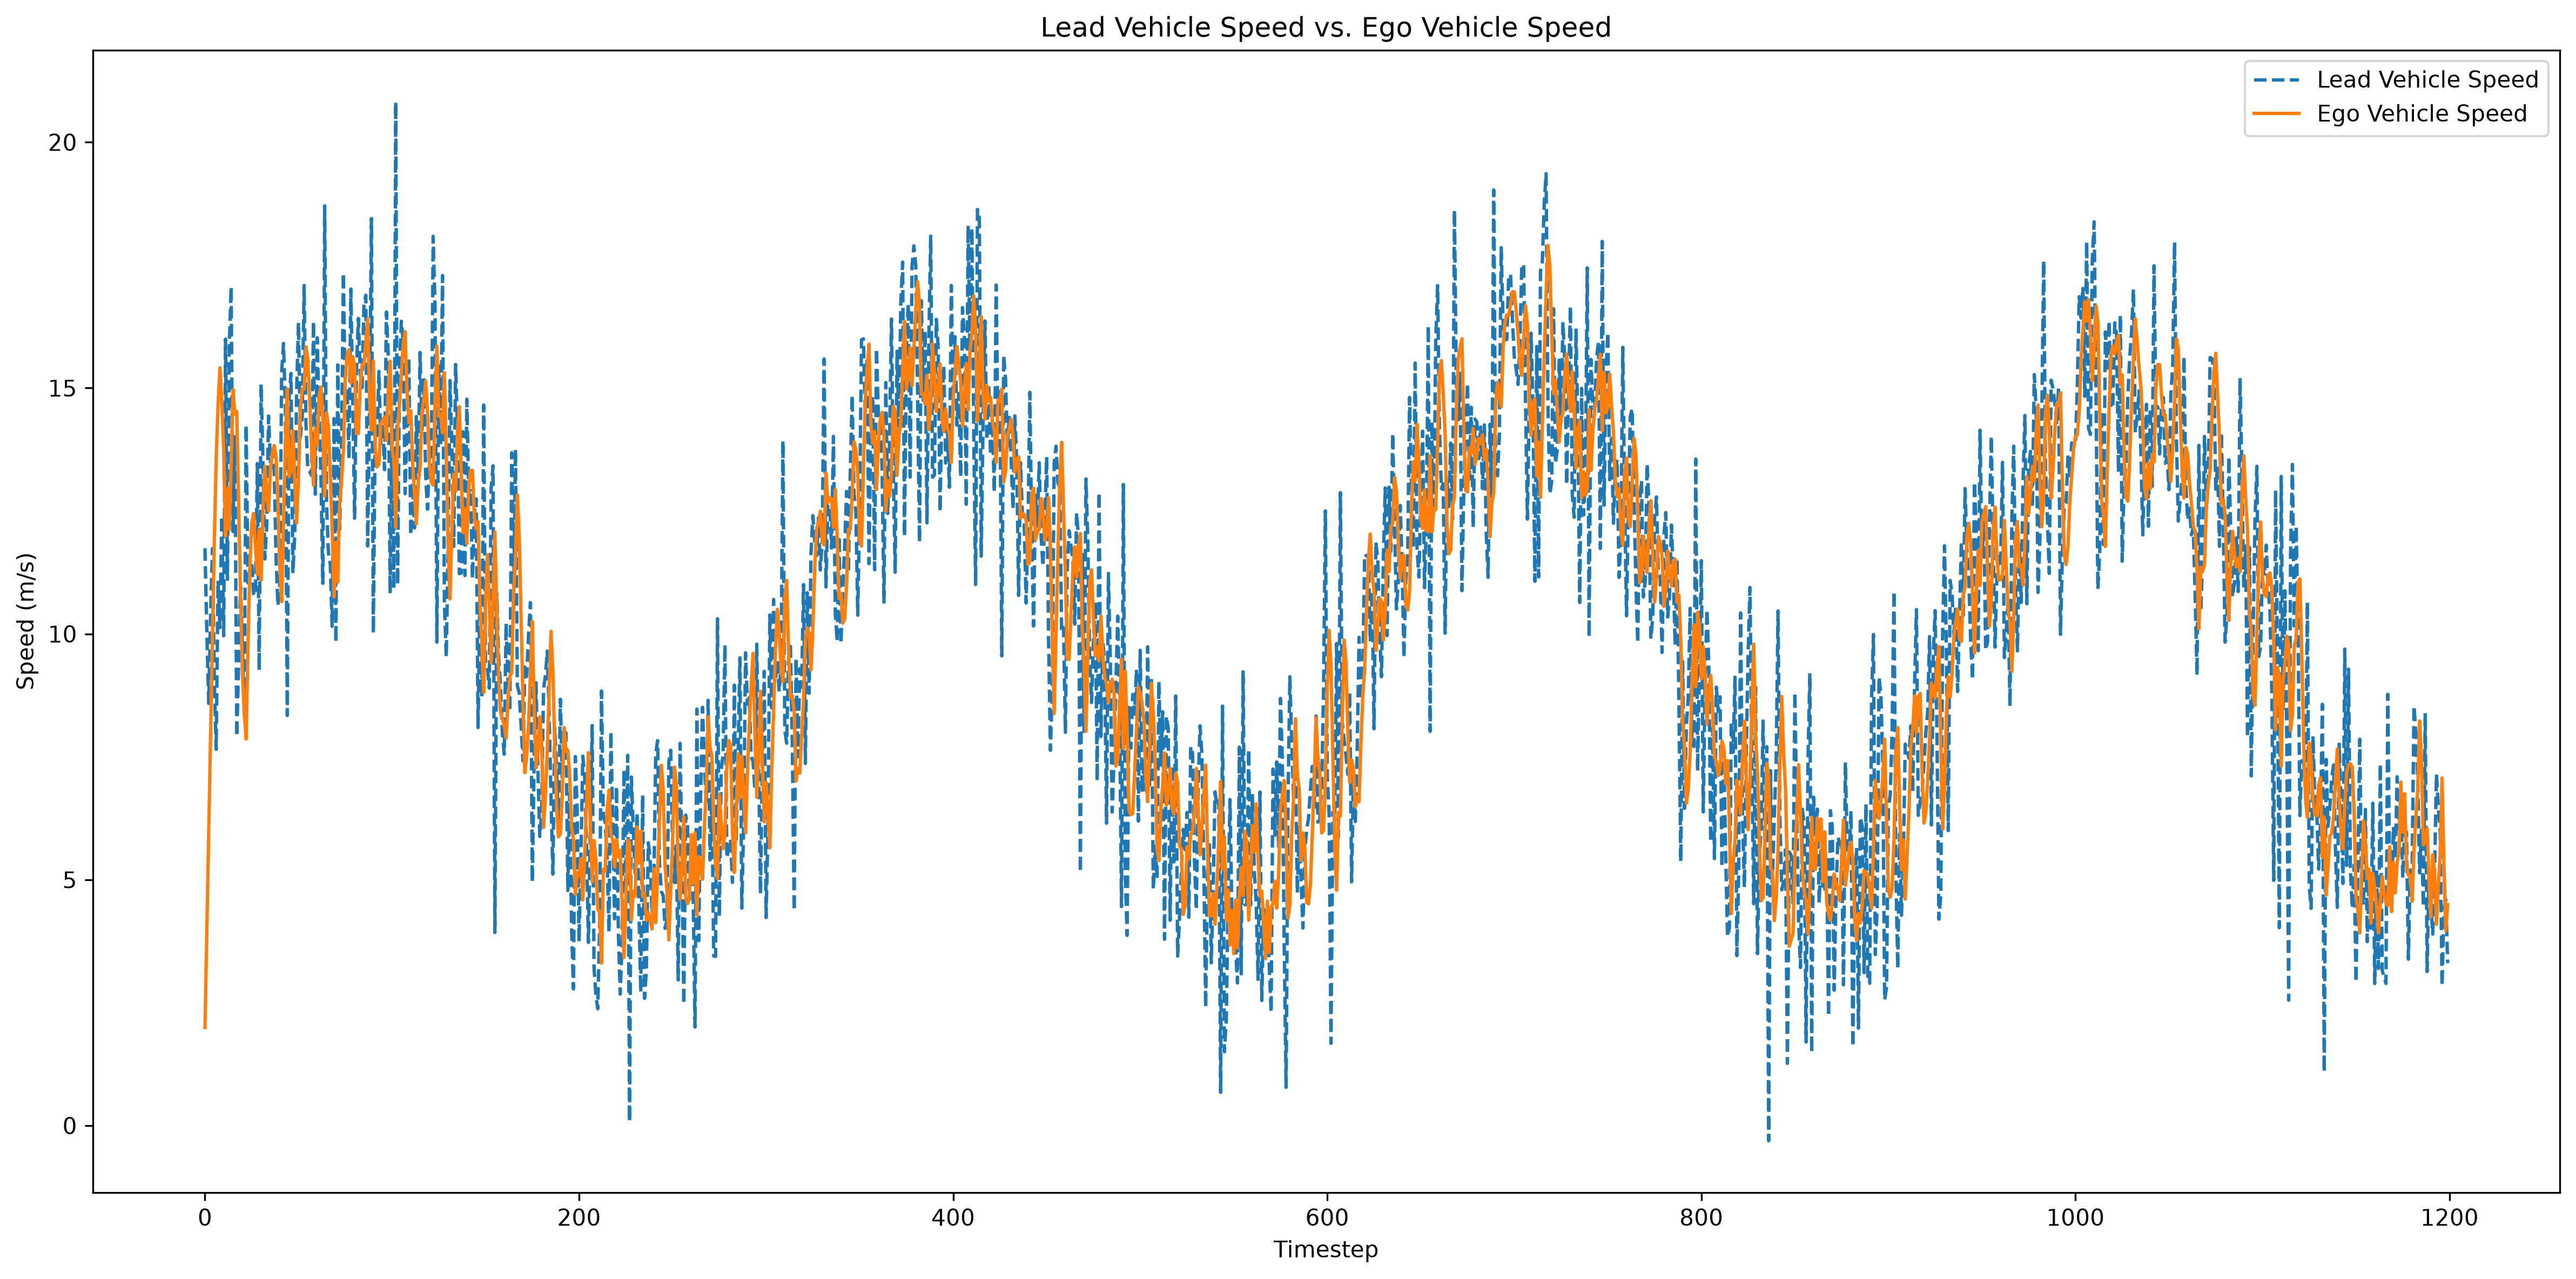 Lead Vehicle Speed vs. Ego Vehicle Speed
Lead Vehicle Speed
Ego Vehicle Speed
Speed (m/s)
20
15
10
5
0
0 200 400 600 800 1000 1200
Timestep